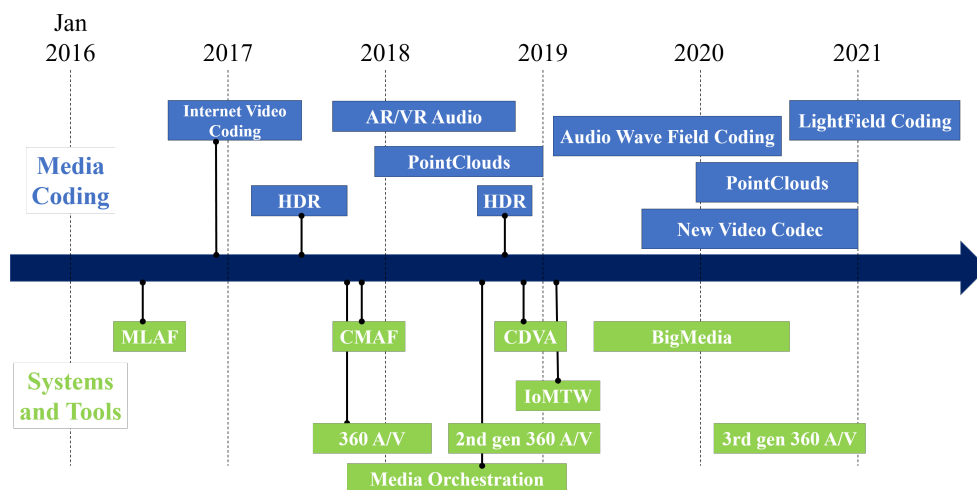 Jan
2016
2017
2018
2019
2020
2021
Internet Video
Coding
AR/VR Audio
Audio Wave Field Coding
LightField Coding
PointClouds
PointClouds
Media
Coding
HDR
HDR
New Video Codec
MLAF
CMAF
CDVA
BigMedia
Systems
and Tools
IoMTW
360 A/V
2nd gen 360 A/V
3rd gen 360 A/V
Media Orchestration